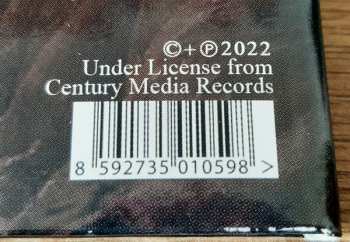 ©+℗2022
Under License from
Century Media Records
8 592735 010598 >